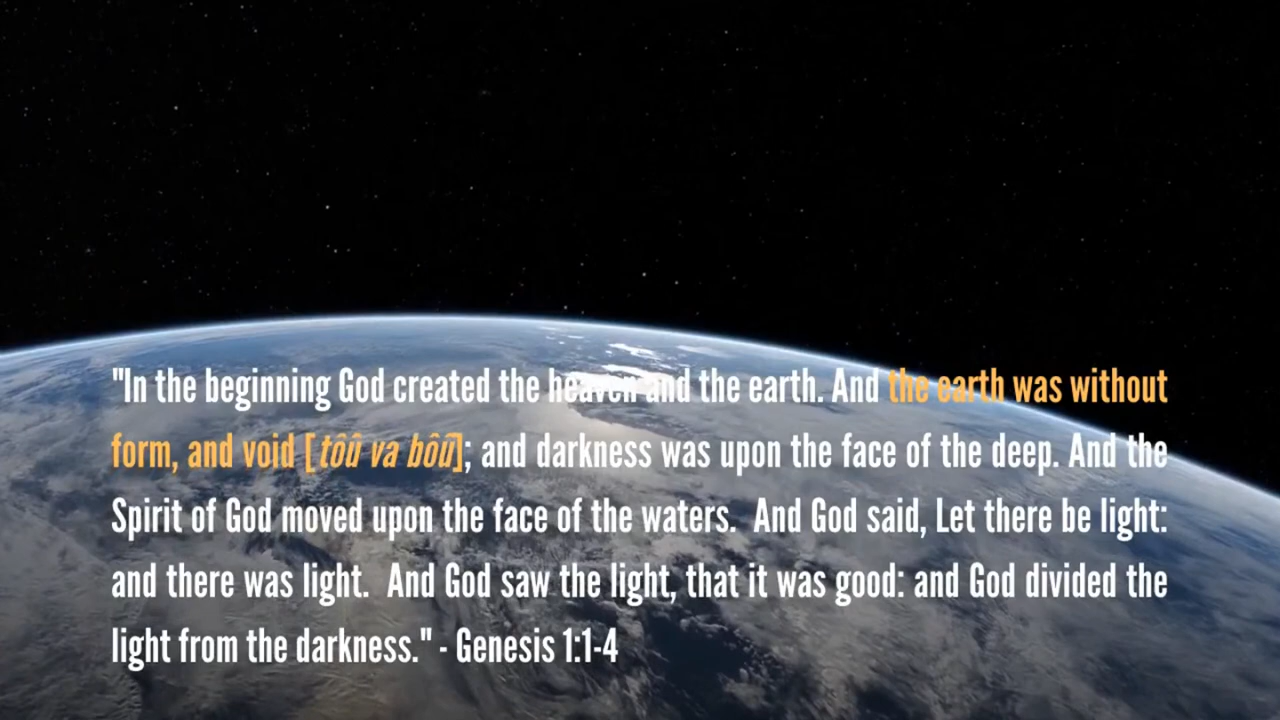 "In the beginning God created the heaven and the earth. And the earth was without
form, and void [tôû va bôû]; and darkness was upon the face of the deep. And the
Spirit of God moved upon the face of the waters.  And God said, Let there be light:
and there was light.  And God saw the light, that it was good: and God divided the
light from the darkness." - Genesis 1:1-4